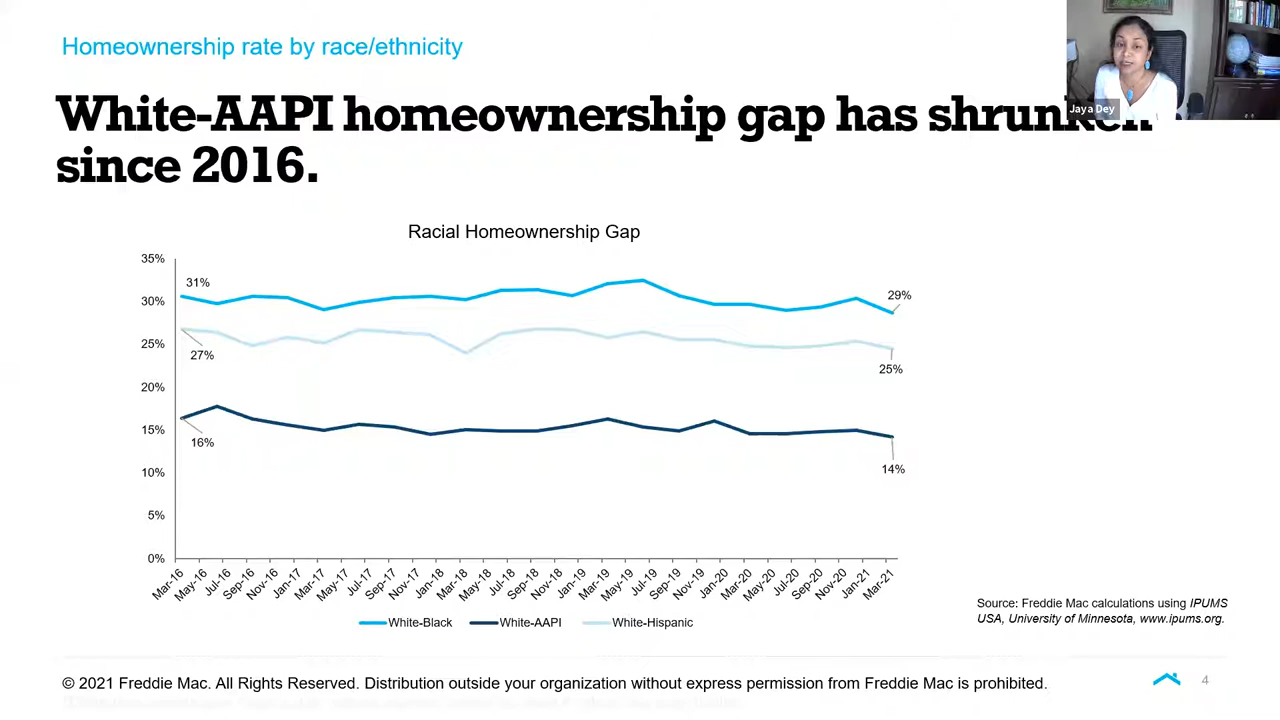 Homeownership rate by race/ethnicity
White-AAPI homeownership gap has shrunken
since 2016.
Jaya Dey
Racial Homeownership Gap
35%
30%
25%
20%
15%
10%
5%
0%
31%
27%
16%
29%
25%
14%
Mar-16 May-16 Jul-16 Sep-16 Nov-16 Jan-17 Mar-17 May-17 Jul-17 Sep-17 Nov-17 Jan-18 Mar-18 May-18 Jul-18 Sep-18 Nov-18 Jan-19 Mar-19 May-19 Jul-19 Sep-19 Nov-19 Jan-20 Mar-20 May-20 Jul-20 Sep-20 Nov-20 Jan-21 Mar-21
White-Black White-AAPI White-Hispanic
Source: Freddie Mac calculations using IPUMS
USA, University of Minnesota, www.ipums.org.
© 2021 Freddie Mac. All Rights Reserved. Distribution outside your organization without express permission from Freddie Mac is prohibited.
4